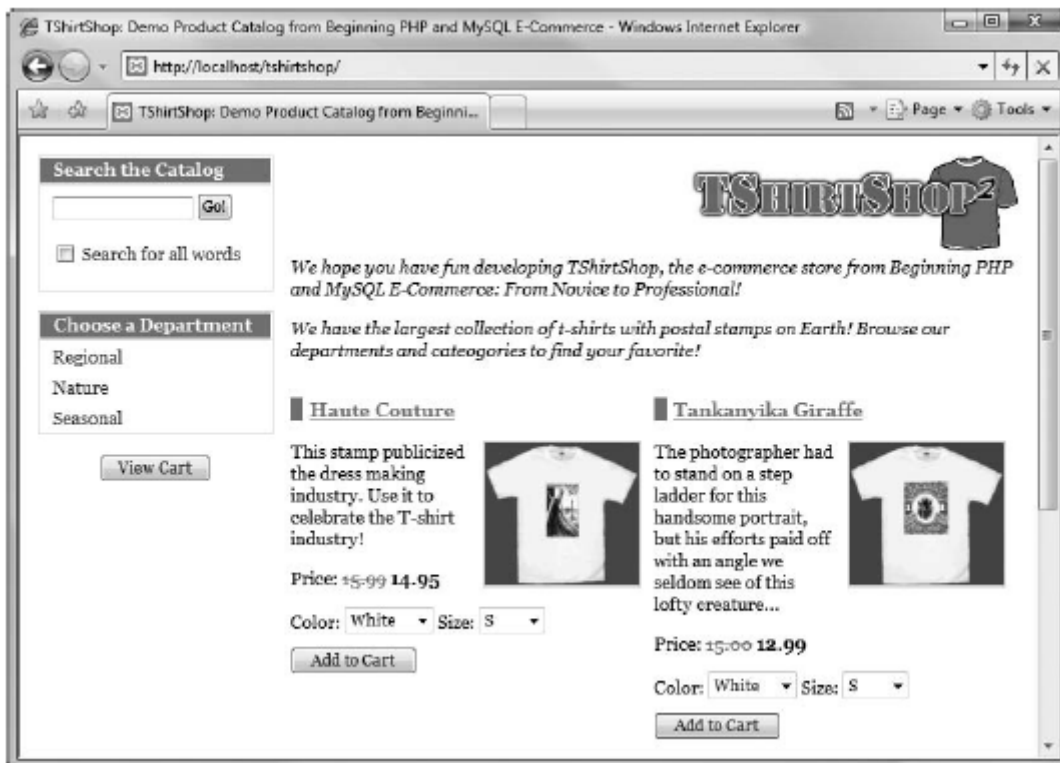 TShirtShop: Demo Product Catalog from Beginning PHP and MySQL E-Commerce - Windows Internet Explorer
http://localhost/tshirtshop/
TShirtShop: Demo Product Catalog from Beginni...
Page
Tools
Search the Catalog
Go!
Search for all words
Choose a Department
Regional
Nature
Seasonal
View Cart
TShirtShop2
We hope you have fun developing TShirtShop, the e-commerce store from Beginning PHP
and MySQL E-Commerce: From Novice to Professional!
We have the largest collection of t-shirts with postal stamps on Earth! Browse our
departments and cateogories to find your favorite!
Haute Couture
This stamp publicized
the dress making
industry. Use it to
celebrate the T-shirt
industry!
Price: 15.99 14.95
Color: White Size: S
Add to Cart
Tankanyika Giraffe
The photographer had
to stand on a step
ladder for this
handsome portrait,
but his efforts paid off
with an angle we
seldom see of this
lofty creature...
Price: 15.00 12.99
Color: White Size: S
Add to Cart